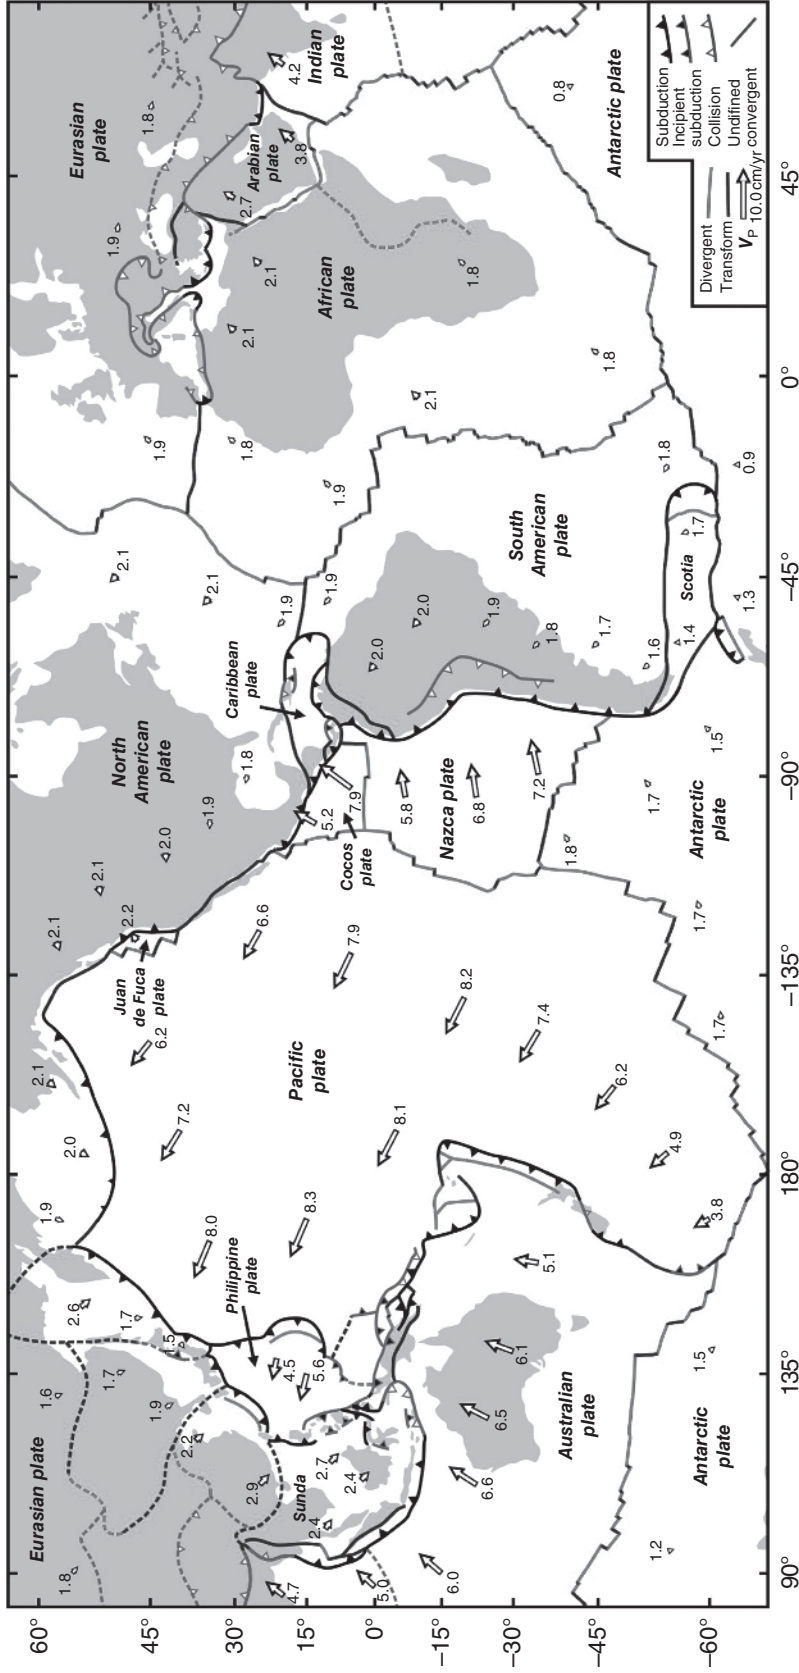 60°
45°
30°
15°
0°
−15°
−30°
−45°
−60°
Eurasian plate
1.8
1.6
1.7
1.9
2.2
2.9
2.6
1.7
1.5
1.9
2.0
2.1
2.1
2.2
2.1
2.0
1.9
1.8
North
American
plate
Juan
de Fuca
plate
6.2
7.2
8.0
8.3
Philippine
plate
4.5
5.6
Sunda
2.4
2.7
2.4
4.7
5.0
6.0
6.6
6.5
6.1
5.1
Australian
plate
Pacific
plate
8.1
6.6
7.9
8.2
7.4
6.2
4.9
3.8
Cocos
plate
5.2
7.9
Caribbean
plate
Nazca plate
5.8
6.8
7.2
2.1
2.1
1.9
1.9
2.0
2.0
1.9
1.8
1.7
1.6
South
American
plate
Scotia
1.4
1.7
1.3
0.9
1.8
1.9
1.8
1.9
2.1
2.1
2.1
1.8
1.8
African
plate
1.9
1.8
Eurasian
plate
2.7
Arabian
plate
3.8
4.2
Indian
plate
0.8
Antarctic plate
Antarctic
plate
1.2
1.5
Antarctic
plate
1.7
1.7
1.8
1.7
1.5
Divergent
Transform
V_P 10.0cm/yr
Subduction
Incipient
subduction
Collision
Undifined
convergent
90°
135°
180°
−135°
−90°
−45°
0°
45°